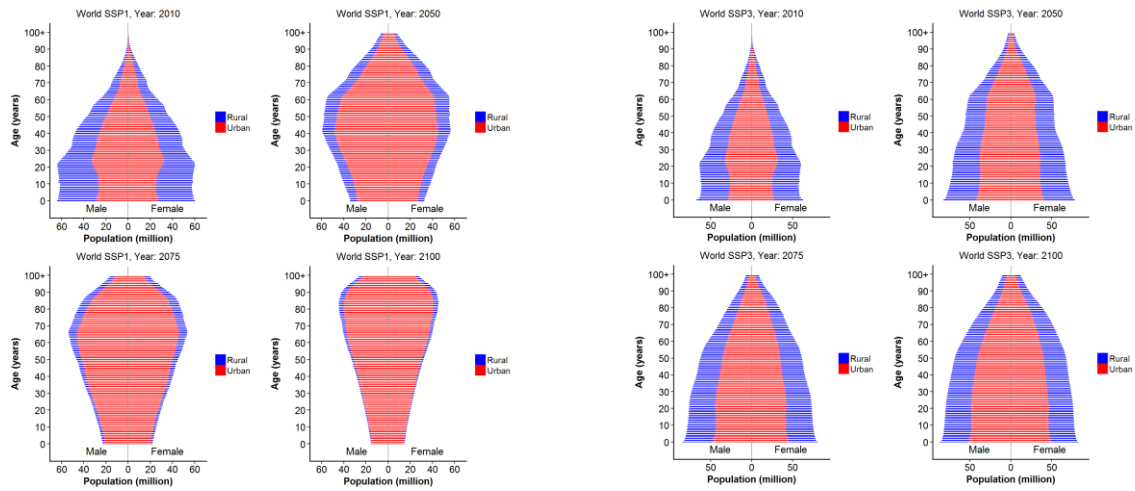 World SSP1, Year: 2010
100+
90
80
70
60
50
40
30
20
10
0
Age (years)
Male
Female
60 40 20 0 20 40 60
Population (million)
Rural
Urban
World SSP1, Year: 2050
100+
90
80
70
60
50
40
30
20
10
0
Age (years)
Male
Female
60 40 20 0 20 40 60
Population (million)
Rural
Urban
World SSP3, Year: 2010
100+
90
80
70
60
50
40
30
20
10
0
Age (years)
Male
Female
50 0 50
Population (million)
Rural
Urban
World SSP3, Year: 2050
100+
90
80
70
60
50
40
30
20
10
0
Age (years)
Male
Female
50 0 50
Population (million)
Rural
Urban
World SSP1, Year: 2075
100+
90
80
70
60
50
40
30
20
10
0
Age (years)
Male
Female
60 40 20 0 20 40 60
Population (million)
Rural
Urban
World SSP1, Year: 2100
100+
90
80
70
60
50
40
30
20
10
0
Age (years)
Male
Female
60 40 20 0 20 40 60
Population (million)
Rural
Urban
World SSP3, Year: 2075
100+
90
80
70
60
50
40
30
20
10
0
Age (years)
Male
Female
50 0 50
Population (million)
Rural
Urban
World SSP3, Year: 2100
100+
90
80
70
60
50
40
30
20
10
0
Age (years)
Male
Female
50 0 50
Population (million)
Rural
Urban